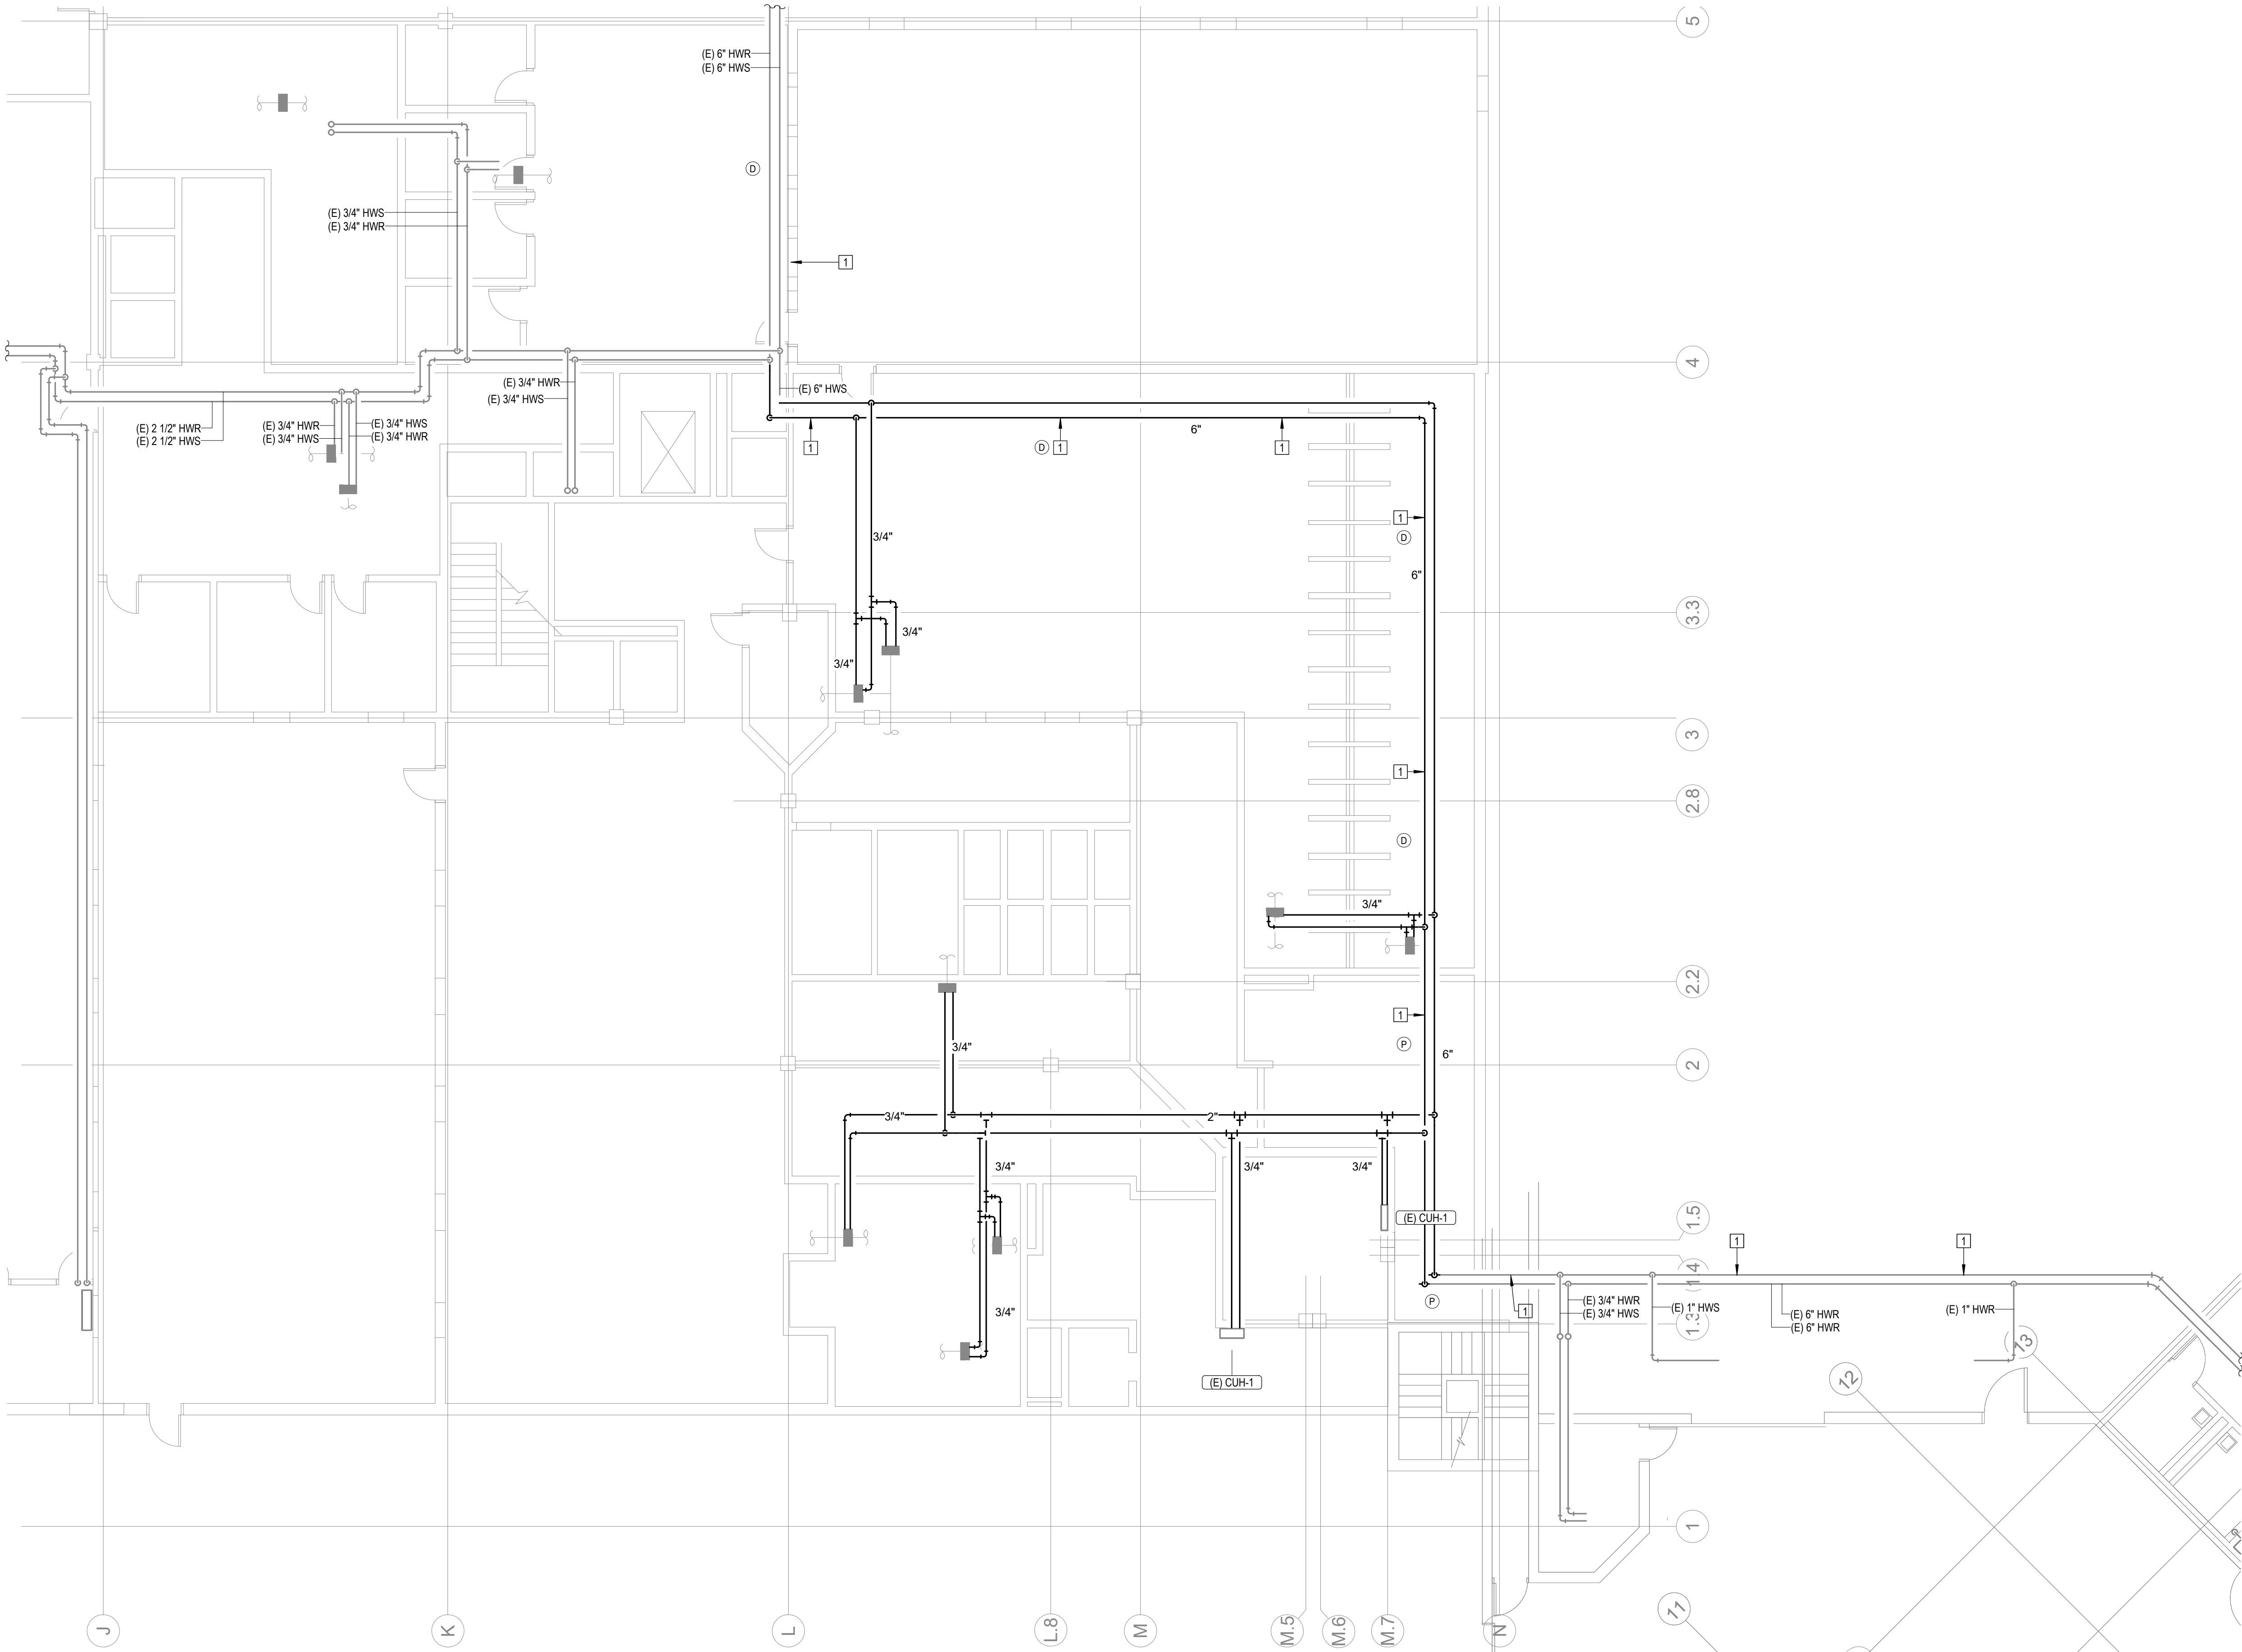 5
(E) 6" HWR
(E) 6" HWS
D
(E) 3/4" HWS
(E) 3/4" HWR
1
4
(E) 3/4" HWR
(E) 3/4" HWS
(E) 6" HWS
(E) 2 1/2" HWR
(E) 2 1/2" HWS
(E) 3/4" HWR
(E) 3/4" HWS
(E) 3/4" HWS
(E) 3/4" HWR
1
D
1
1
6"
1
D
3/4"
6"
3.3
3/4"
3/4"
3
1
2.8
D
3/4"
2.2
1
P
3/4"
6"
2
3/4"
2"
3/4"
3/4"
3/4"
(E) CUH-1
1.5
1
1
1.4
P
3/4"
1
(E) 3/4" HWR
(E) 3/4" HWS
(E) 1" HWS
1.3
(E) 6" HWR
(E) 6" HWR
(E) 1" HWR
13
(E) CUH-1
12
1
11
J
K
L
L.8
M
M.5
M.6
M.7
N